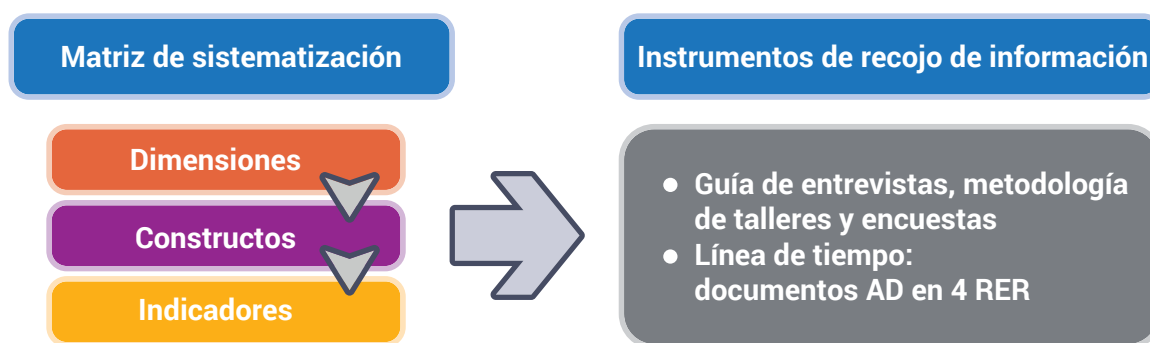 Matriz de sistematización
Dimensiones
Constructos
Indicadores
Instrumentos de recojo de información
● Guía de entrevistas, metodología
de talleres y encuestas
● Línea de tiempo:
documentos AD en 4 RER